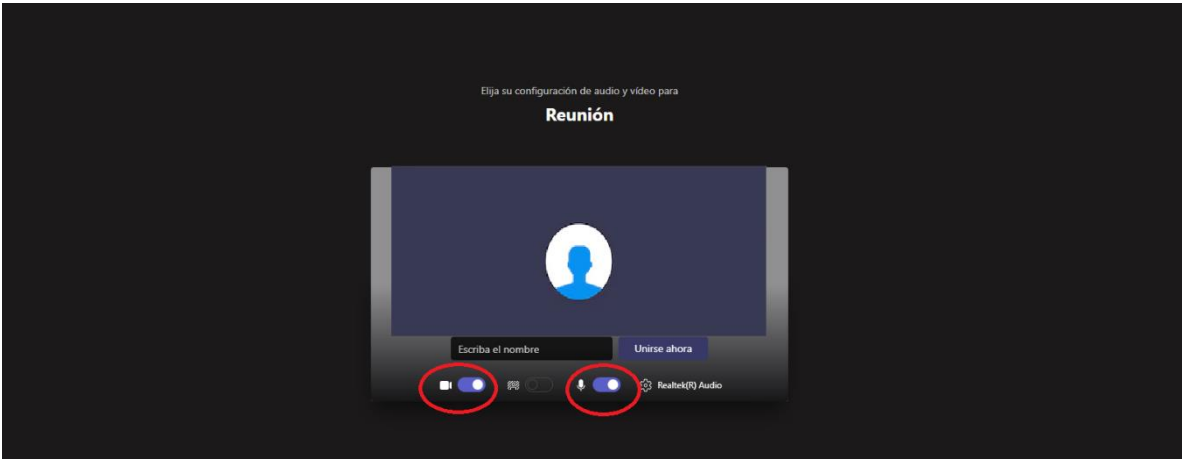 Elija su configuración de audio y vídeo para
Reunión
Escriba el nombre
Unirse ahora
Realtek(R) Audio